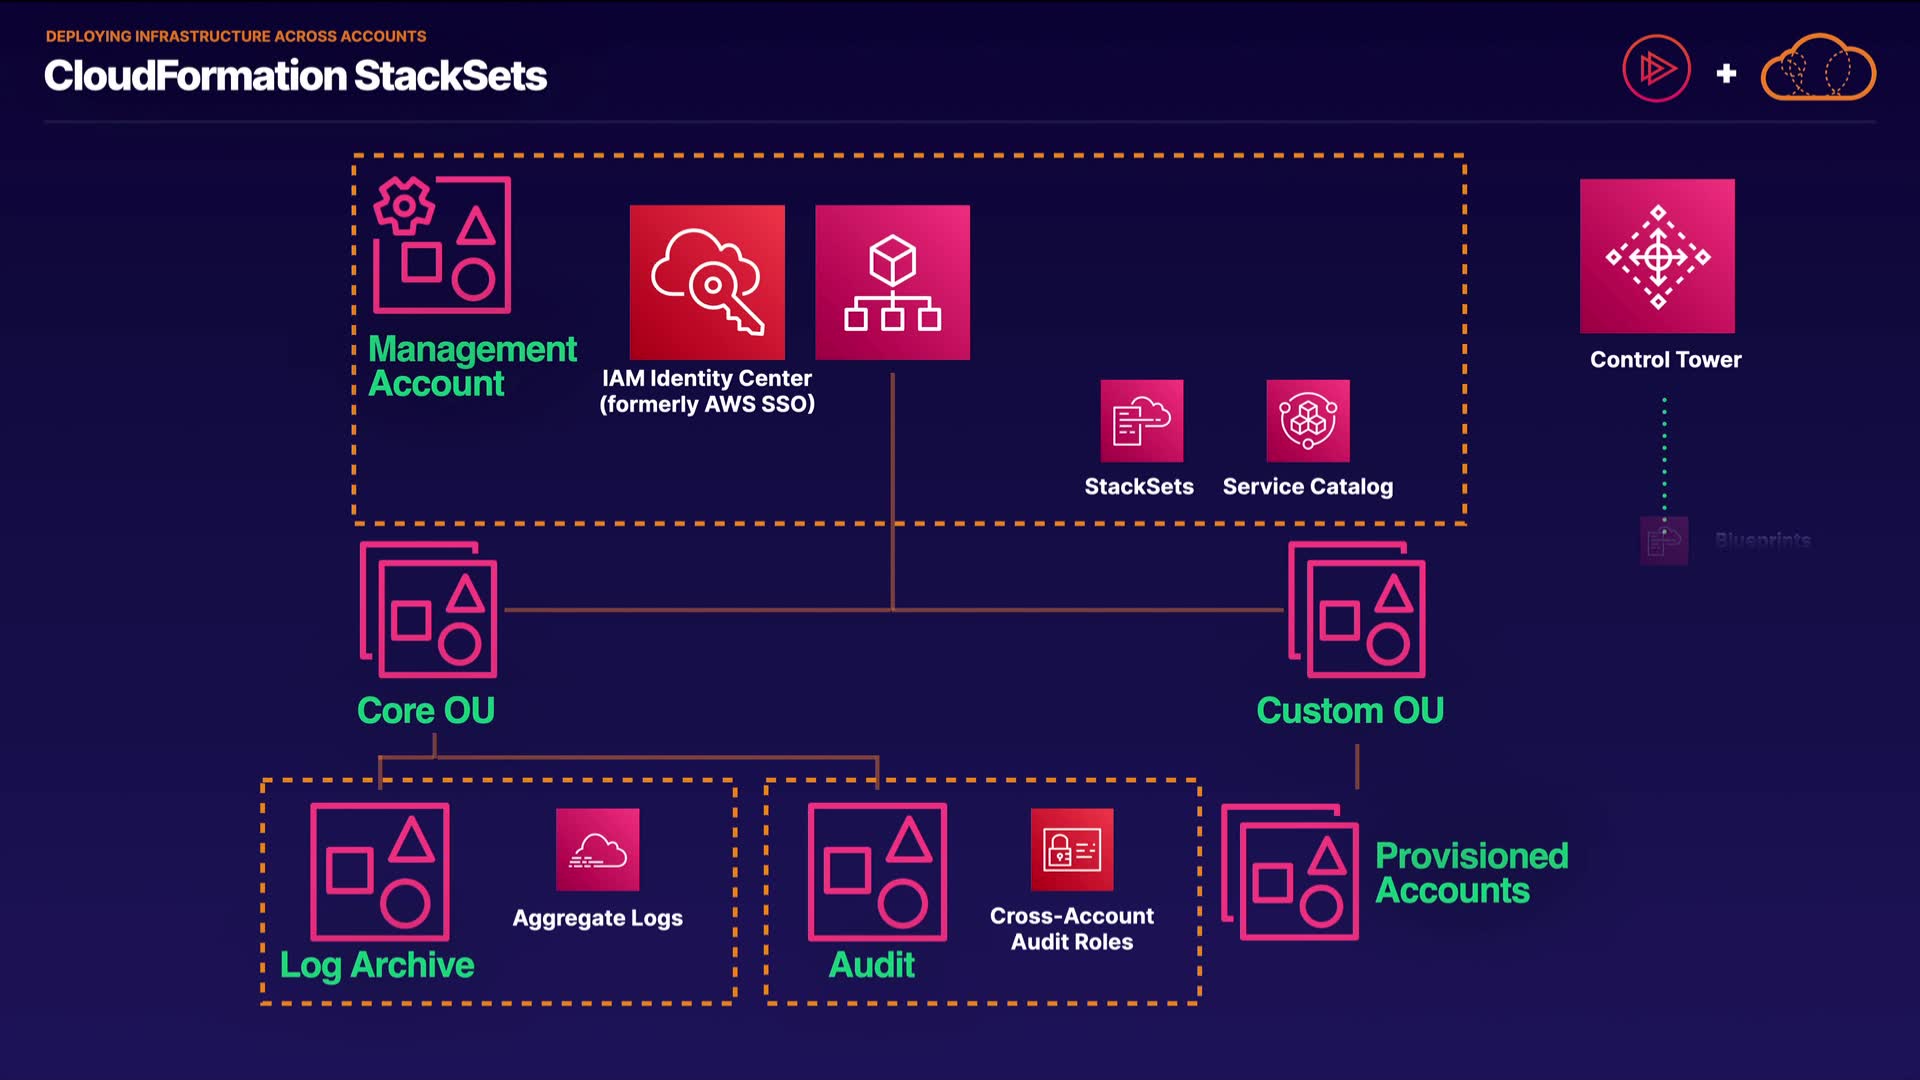 DEPLOYING INFRASTRUCTURE ACROSS ACCOUNTS
CloudFormation StackSets
Management
Account
IAM Identity Center
(formerly AWS SSO)
StackSets
Service Catalog
Control Tower
Blueprints
Core OU
Custom OU
Log Archive
Aggregate Logs
Audit
Cross-Account
Audit Roles
Provisioned
Accounts